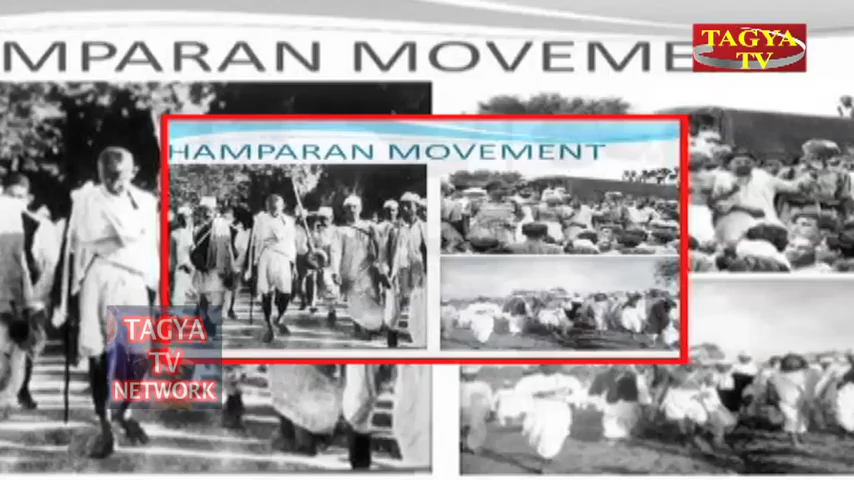 MPARAN MOVEME
TAGYA
TV
HAMPARAN MOVEMENT
TAGYA
TV
NETWORK